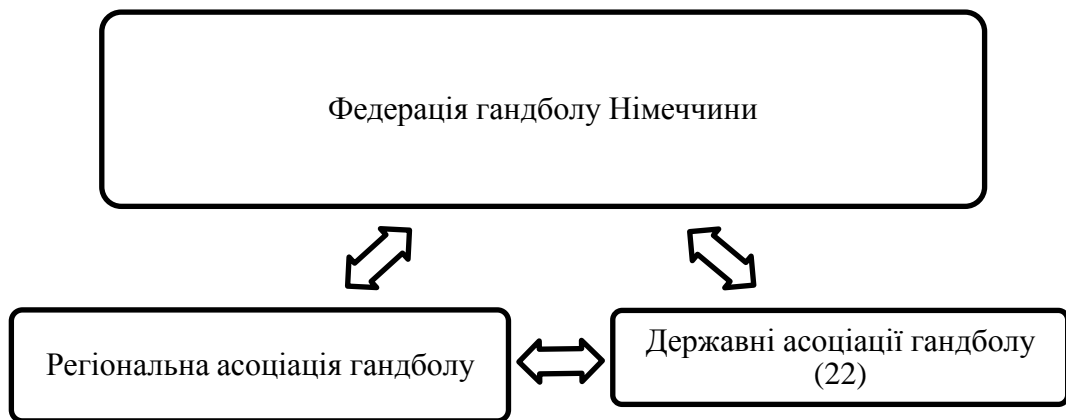 Федерація гандболу Німеччини
Регіональна асоціація гандболу
Державні асоціації гандболу
(22)